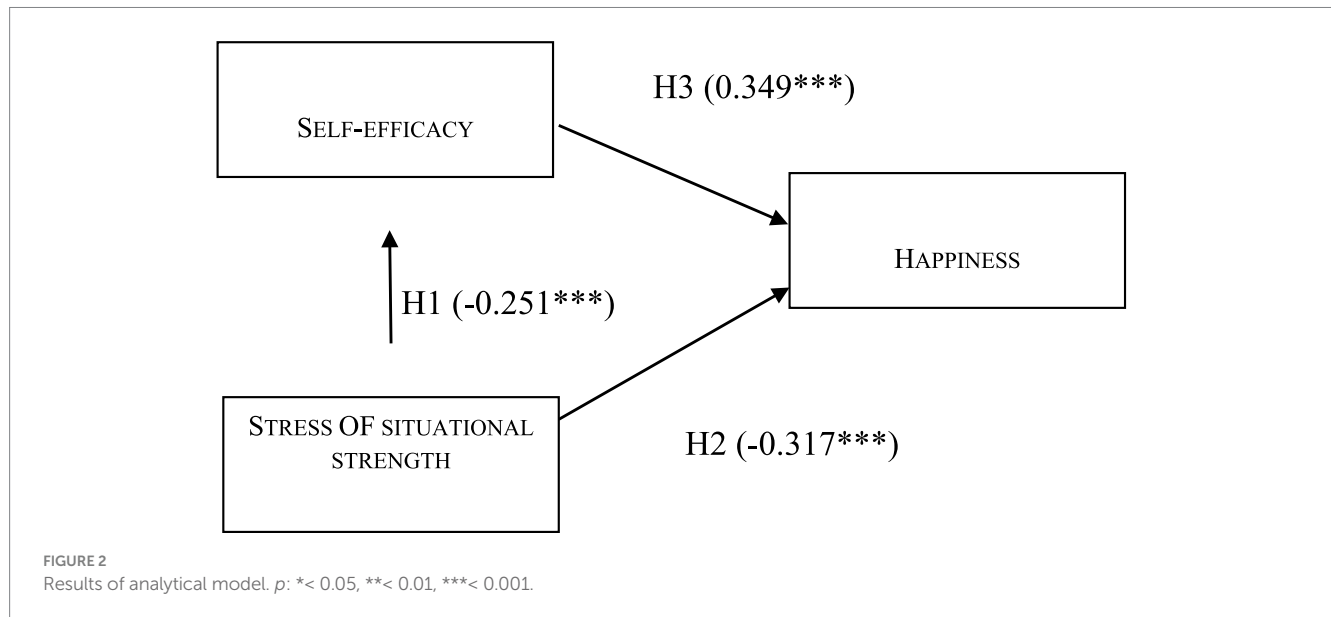 H3 (0.349***)
SELF-EFFICACY
HAPPINESS
H1 (-0.251***)
STRESS OF SITUATIONAL
STRENGTH
H2 (-0.317***)
FIGURE 2
Results of analytical model. p: *< 0.05, **< 0.01, ***< 0.001.